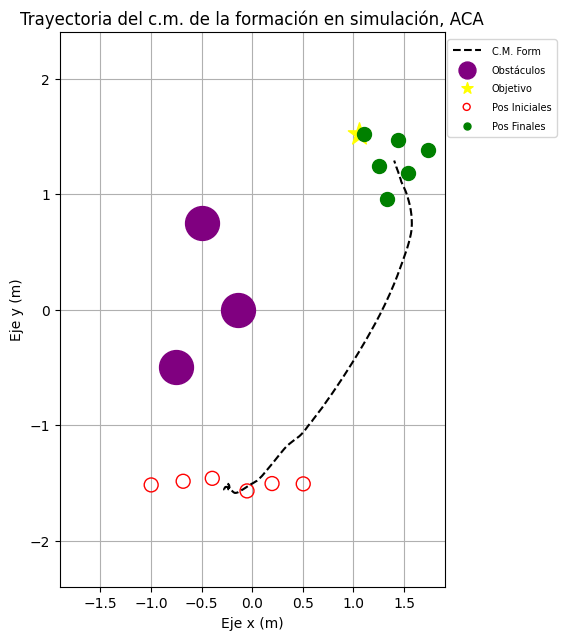 Trayectoria del c.m. de la formación en simulación, ACA
C.M. Form
Obstáculos
Objetivo
Pos Iniciales
Pos Finales
Eje y (m)
2
1
0
−1
−2
−1.5
−1.0
−0.5
0.0
0.5
1.0
1.5
Eje x (m)